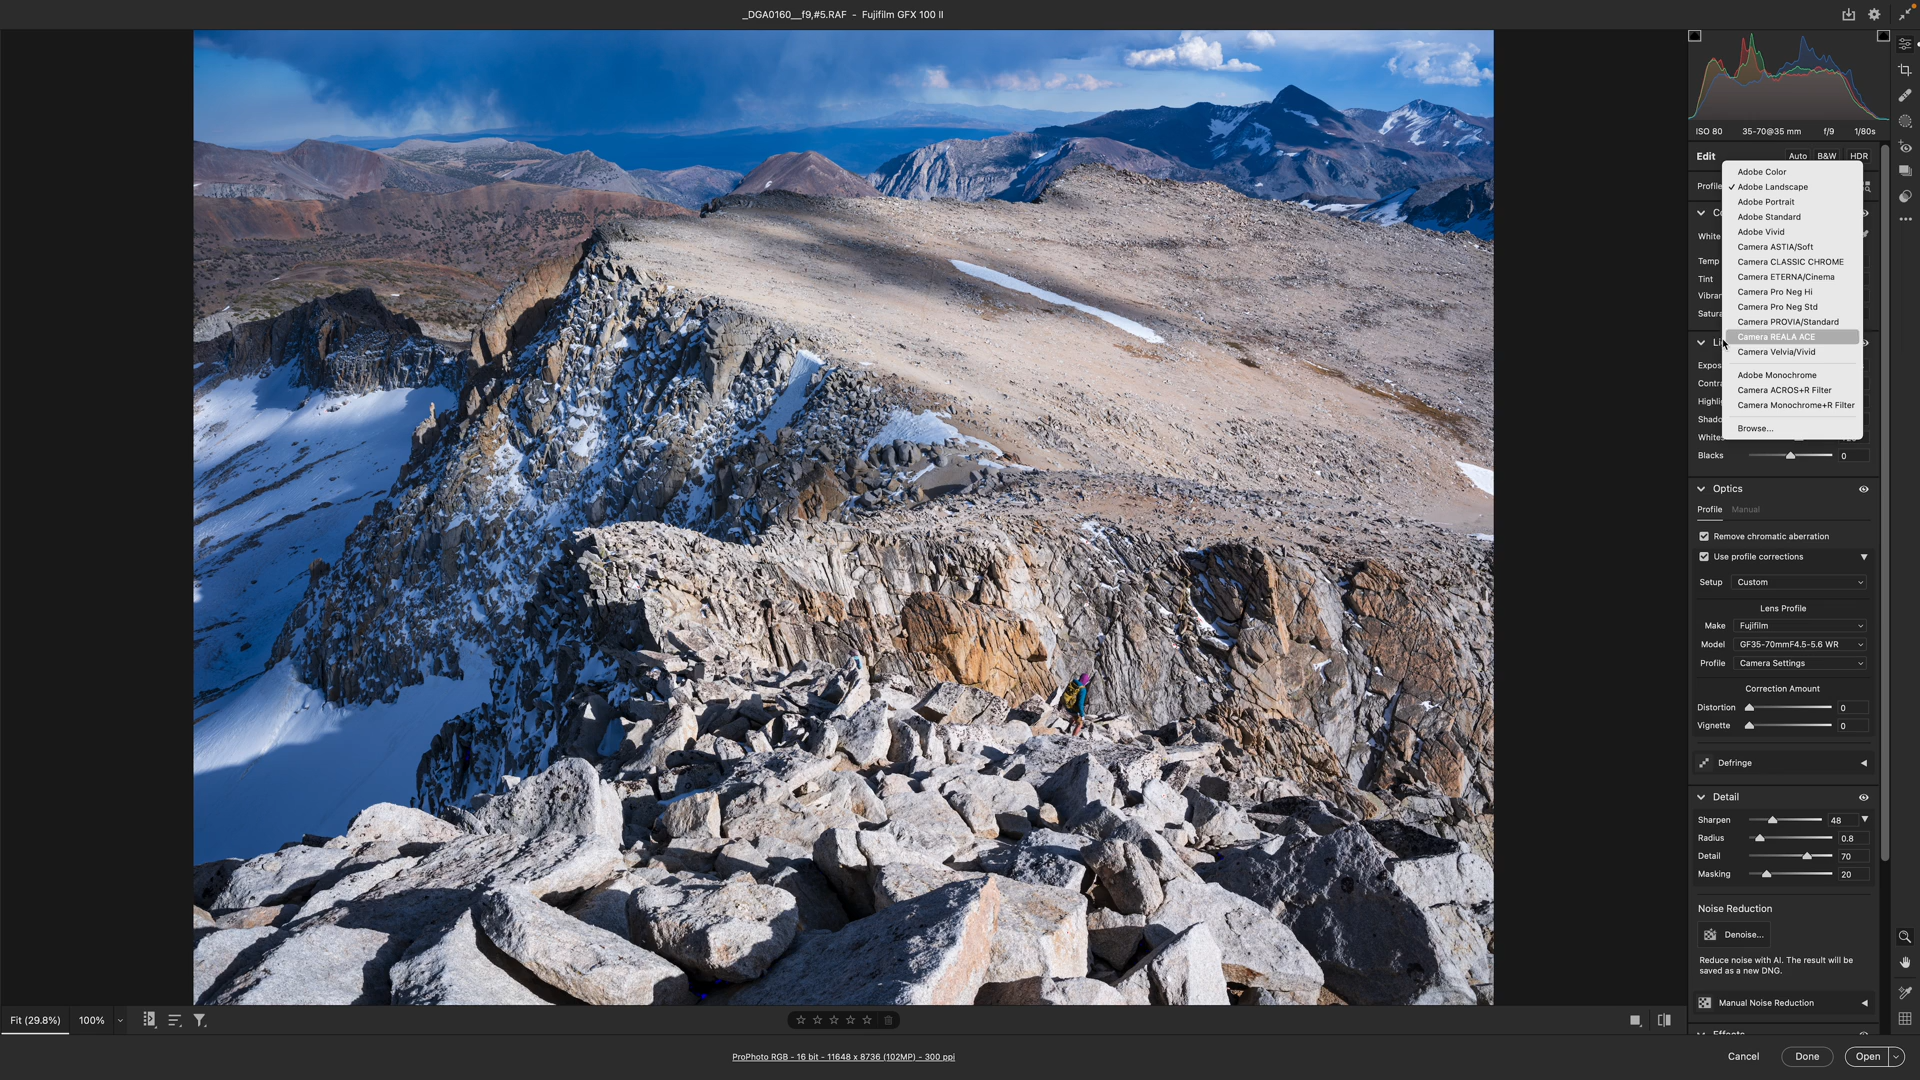 _DGA0160__f9,#5.RAF - Fujifilm GFX 100 II
ISO 80 35-70@35 mm f/9 1/80s
Edit Auto B&W HDR
Profile
Adobe Color
Adobe Landscape
Adobe Portrait
Adobe Standard
Adobe Vivid
Camera ASTIA/Soft
Camera CLASSIC CHROME
Camera ETERNA/Cinema
Camera Pro Neg Hi
Camera Pro Neg Std
Camera PROVIA/Standard
Camera REALA ACE
Camera Velvia/Vivid
Adobe Monochrome
Camera ACROS+R Filter
Camera Monochrome+R Filter
Browse...
White
Temp
Tint
Whites
Blacks 0
Optics
Profile Manual
Remove chromatic aberration
Use profile corrections
Setup Custom
Lens Profile
Make Fujifilm
Model GF35-70mmF4.5-5.6 WR
Profile Camera Settings
Correction Amount
Distortion 0
Vignette 0
Defringe
Detail
Sharpen 48
Radius 0.8
Detail 70
Masking 20
Noise Reduction
Denoise...
Reduce noise with AI. The result will be
saved as a new DNG.
Manual Noise Reduction
Fit (29.8%) 100%
ProPhoto RGB - 16 bit - 11648 x 8736 (102MP) - 300 ppi
Cancel Done Open